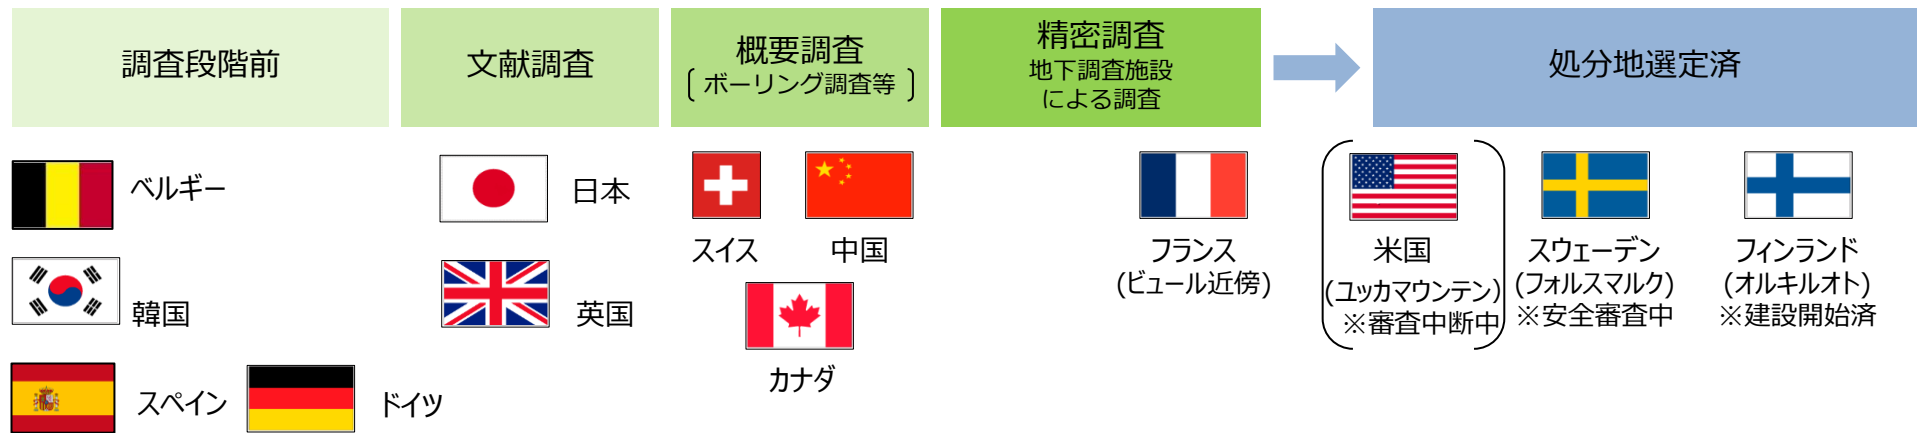 調査段階前
文献調査
概要調査
〔ボーリング調査等〕
精密調査
地下調査施設
による調査
処分地選定済
ベルギー
韓国
スペイン
ドイツ
日本
英国
スイス
中国
カナダ
フランス
(ビュール近傍)
米国
(ユッカマウンテン)
※審査中断中
スウェーデン
(フォルスマルク)
※安全審査中
フィンランド
(オルキルオト)
※建設開始済